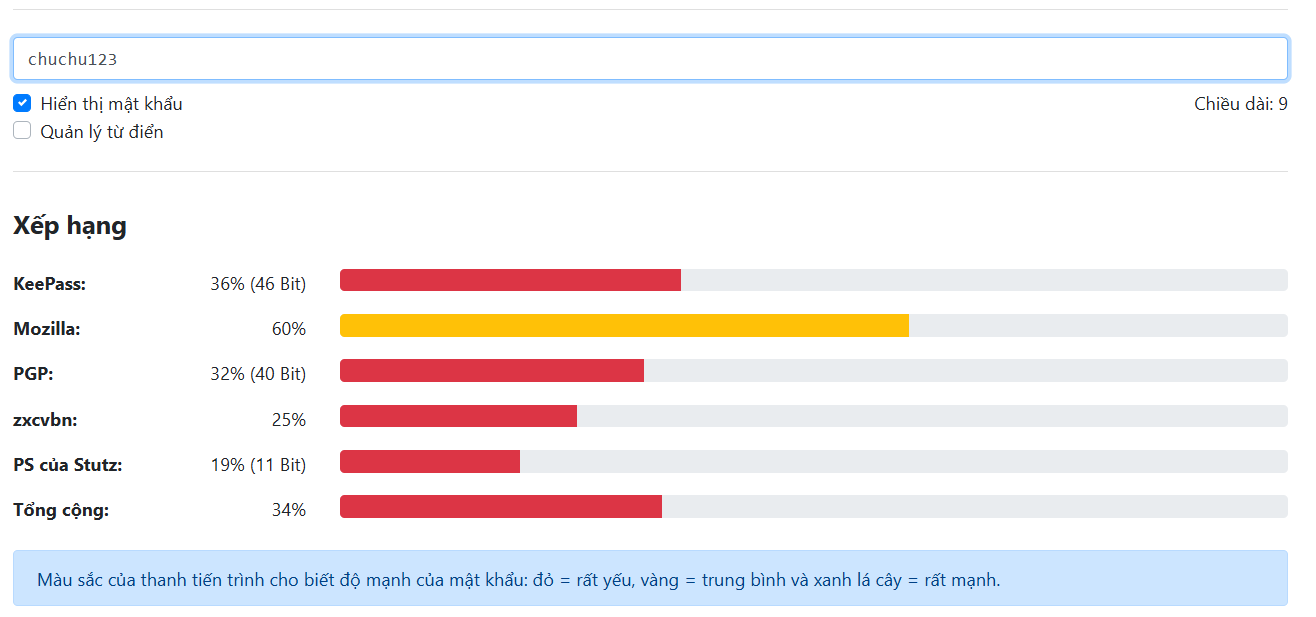 chuchu123
Hiển thị mật khẩu
Chiều dài: 9
Quản lý từ điển
Xếp hạng
KeePass: 36% (46 Bit)
Mozilla: 60%
PGP: 32% (40 Bit)
zxcvbn: 25%
PS của Stutz: 19% (11 Bit)
Tổng cộng: 34%
Màu sắc của thanh tiến trình cho biết độ mạnh của mật khẩu: đỏ = rất yếu, vàng = trung bình và xanh lá cây = rất mạnh.